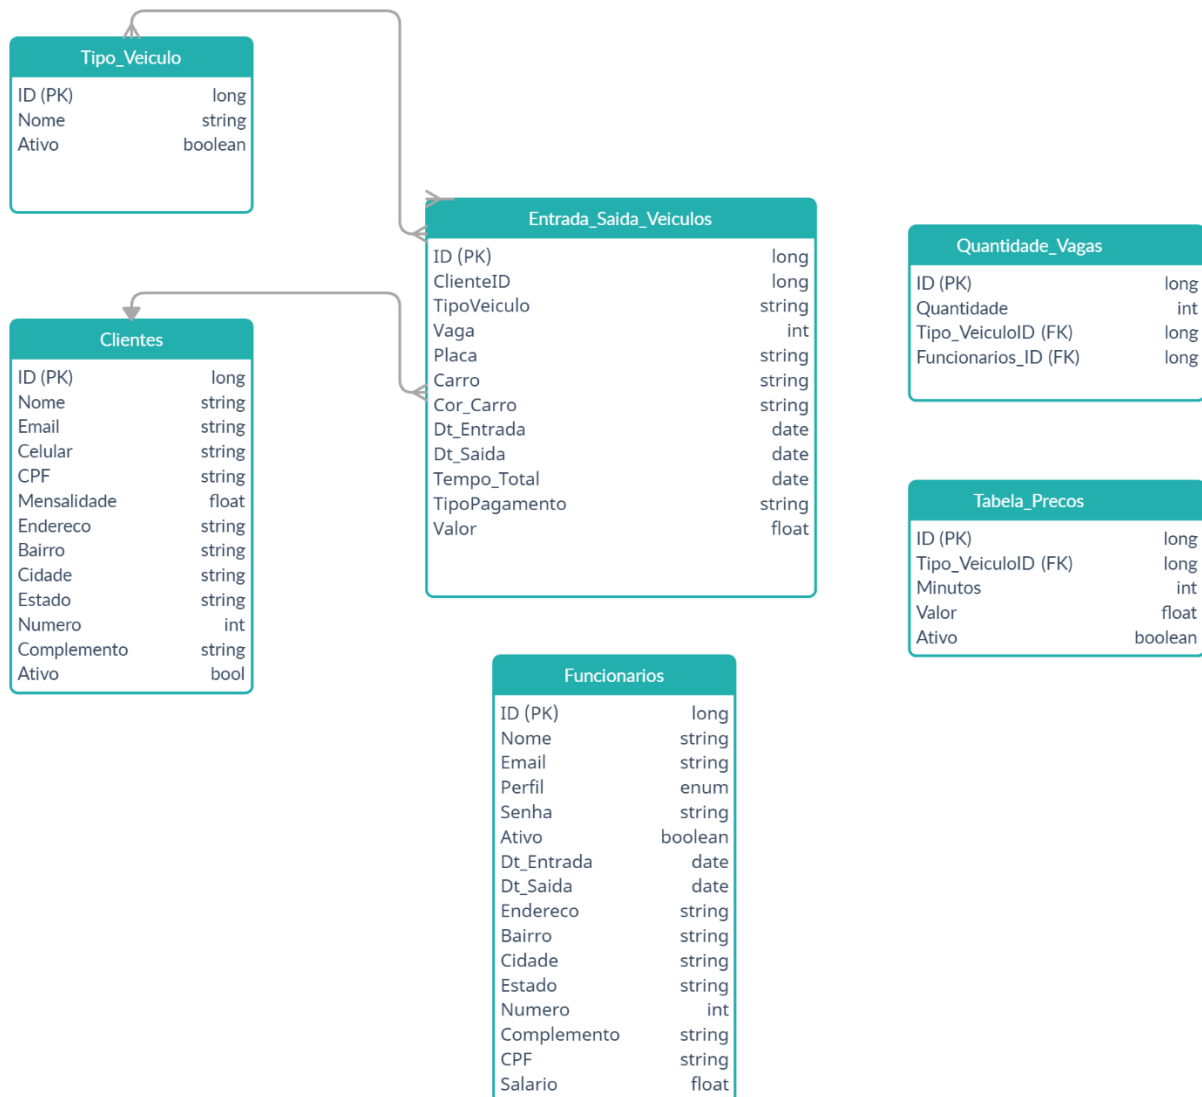 Tipo_Veiculo
ID (PK) long
Nome string
Ativo boolean
Clientes
ID (PK) long
Nome string
Email string
Celular string
CPF string
Mensalidade float
Endereco string
Bairro string
Cidade string
Estado string
Numero int
Complemento string
Ativo bool
Entrada_Saida_Veiculos
ID (PK) long
ClienteID long
TipoVeiculo string
Vaga int
Placa string
Carro string
Cor_Carro string
Dt_Entrada date
Dt_Saida date
Tempo_Total date
TipoPagamento string
Valor float
Funcionarios
ID (PK) long
Nome string
Email string
Perfil enum
Senha string
Ativo boolean
Dt_Entrada date
Dt_Saida date
Endereco string
Bairro string
Cidade string
Estado string
Numero int
Complemento string
CPF string
Salario float
Quantidade_Vagas
ID (PK) long
Quantidade int
Tipo_VeiculoID (FK) long
Funcionarios_ID (FK) long
Tabela_Precos
ID (PK) long
Tipo_VeiculoID (FK) long
Minutos int
Valor float
Ativo boolean